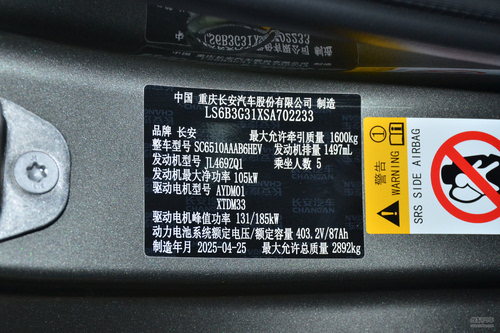 中国 重庆长安汽车股份有限公司 制造
LS6B3G31XSA702233
品牌 长安 最大允许牵引质量 1600kg
整车型号 SC6510AAAB6HEV 发动机排量 1497mL
发动机型号 JL469ZQ1 乘坐人数 5
发动机最大净功率 105kW
驱动电机型号 AYDM01
XTDM33
驱动电机峰值功率 131/185kW
动力电池系统额定电压/额定容量 403.2V/87Ah
制造年月 2025-04-25 最大允许总质量 2892kg
警告
WARNING
SRS SIDE AIRBAG